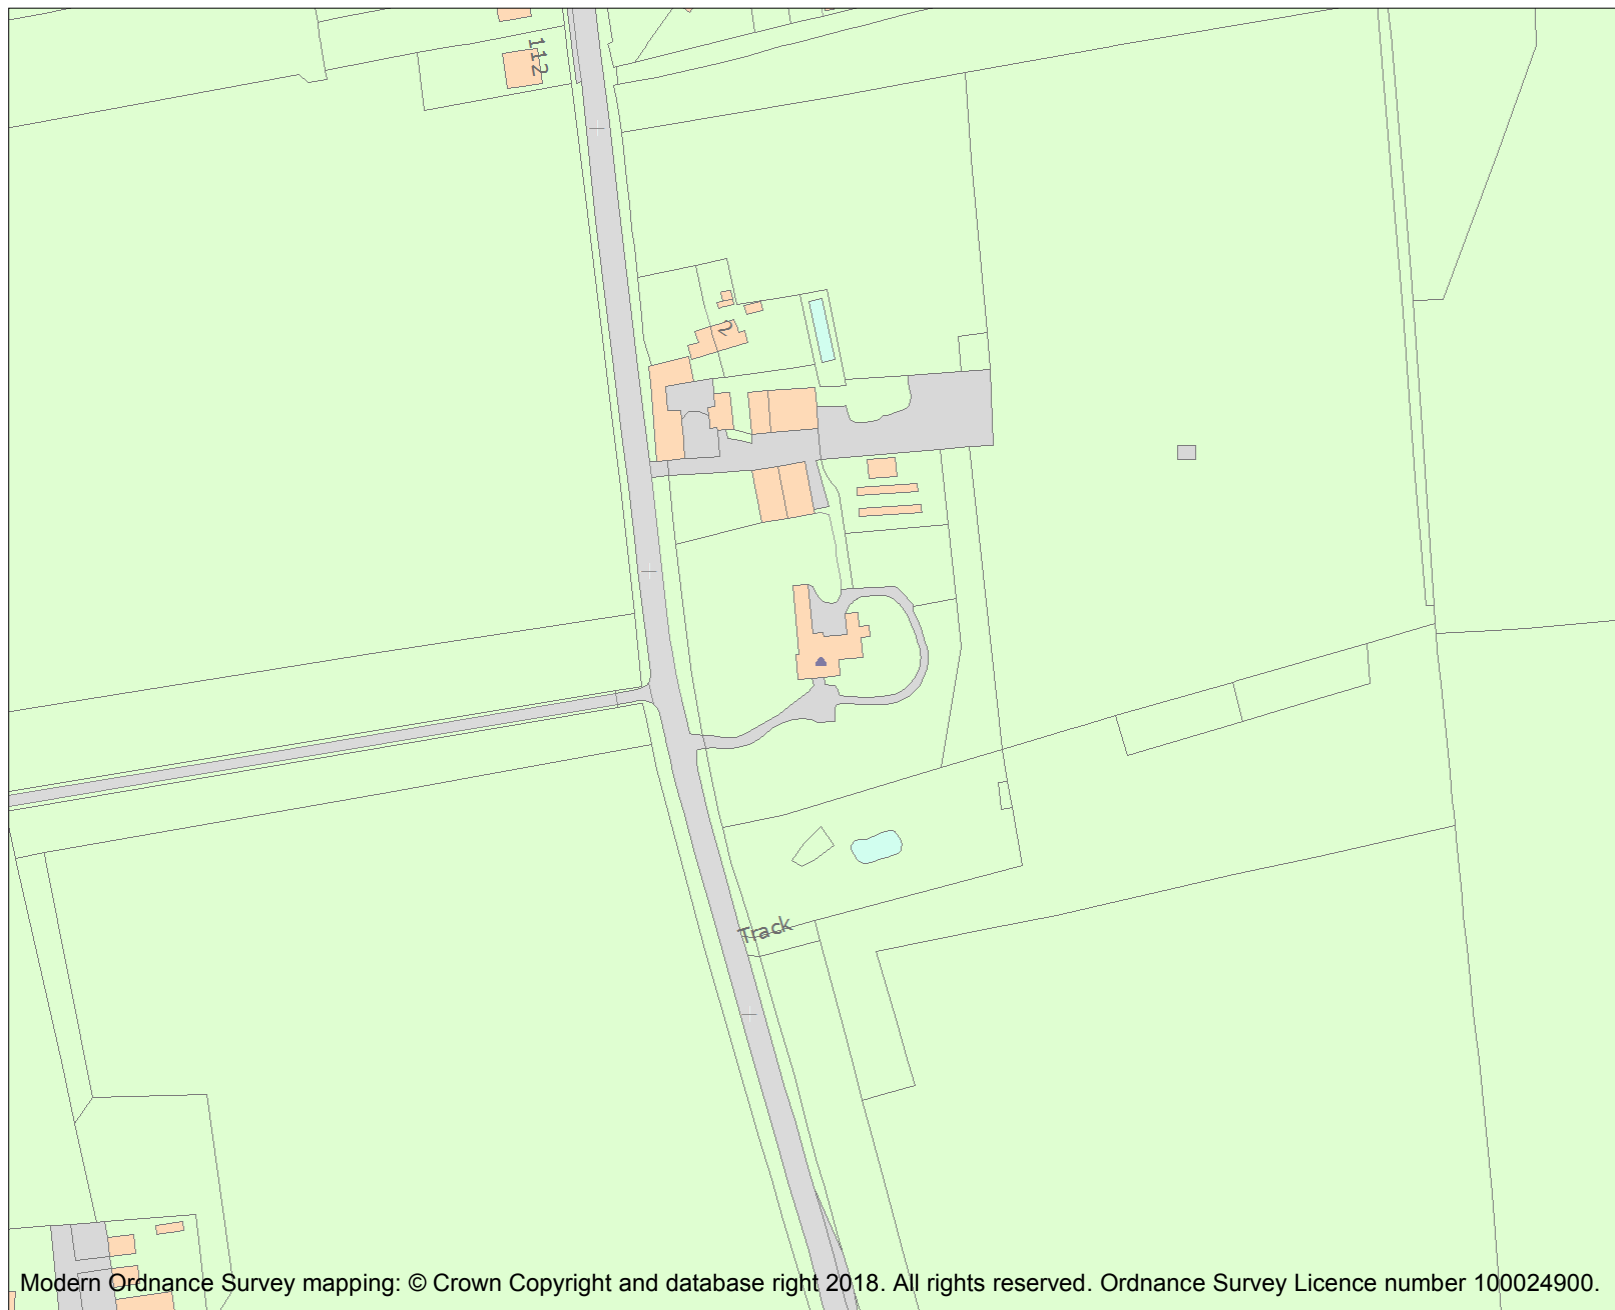 112
2
Track
Modern Ordnance Survey mapping: © Crown Copyright and database right 2018. All rights reserved. Ordnance Survey Licence number 100024900.